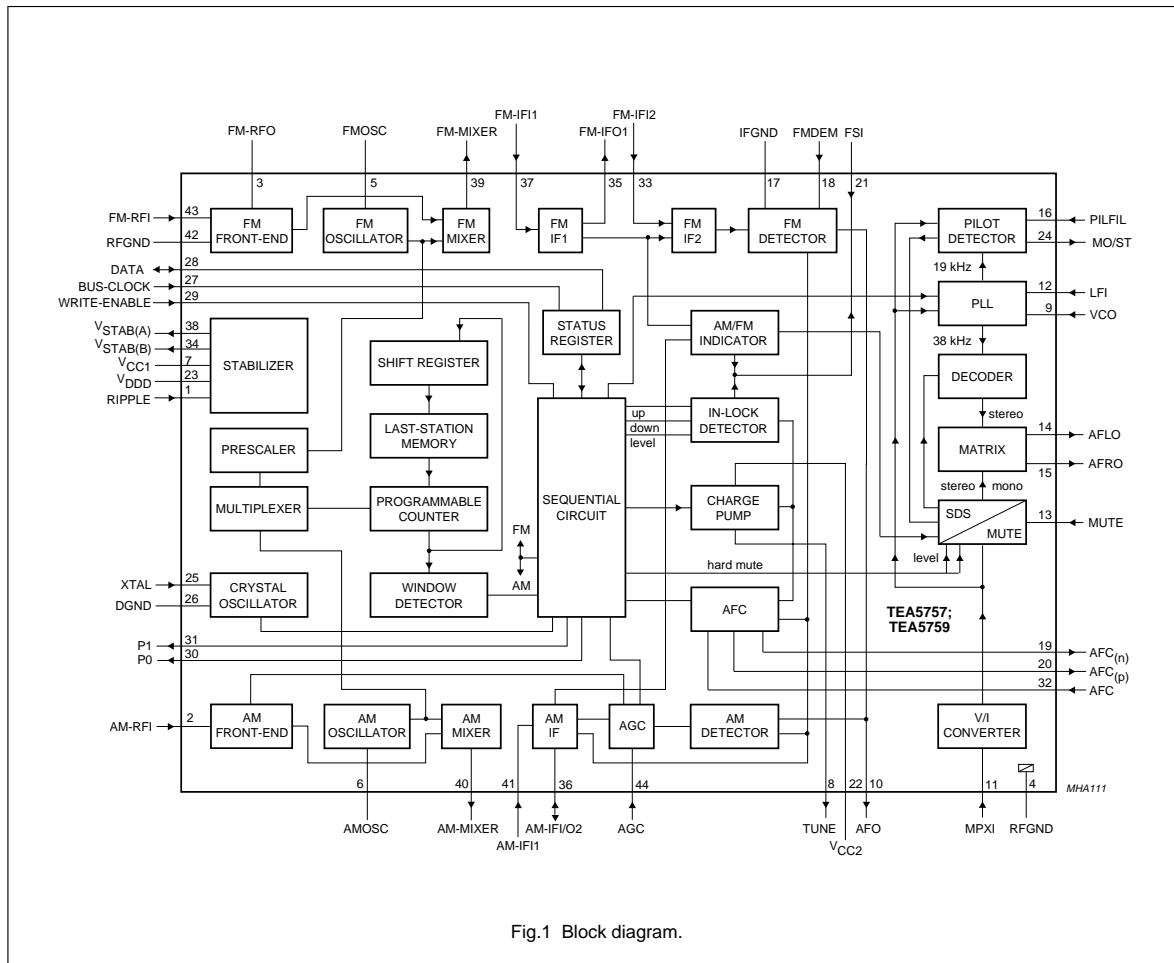 FM-IFI1
FM-IFI2
FM-RFO
FMOSC
FM-MIXER
FM-IFO1
IFGND
FMDEM
FSI
3
5
39
37
35
33
17
18
21
FM-RFI
43
RFGND
42
FM
FRONT-END
FM
OSCILLATOR
FM
MIXER
FM
IF1
FM
IF2
FM
DETECTOR
PILOT
DETECTOR
16
PILFIL
24
MO/ST
DATA
28
BUS-CLOCK
27
WRITE-ENABLE
29
19 kHz
PLL
12
LFI
9
VCO
38 kHz
VSTAB(A)
38
VSTAB(B)
34
VCC1
7
VDDD
23
RIPPLE
1
STABILIZER
SHIFT REGISTER
STATUS
REGISTER
AM/FM
INDICATOR
DECODER
stereo
LAST-STATION
MEMORY
up
down
level
IN-LOCK
DETECTOR
MATRIX
14
AFLO
15
AFRO
stereo
mono
PRESCALER
MULTIPLEXER
PROGRAMMABLE
COUNTER
SEQUENTIAL
CIRCUIT
CHARGE
PUMP
SDS
MUTE
13
MUTE
FM
AM
hard mute
level
XTAL
25
DGND
26
CRYSTAL
OSCILLATOR
WINDOW
DETECTOR
AFC
TEA5757;
TEA5759
P1
31
P0
30
19
AFC(n)
20
AFC(p)
32
AFC
AM-RFI
2
AM
FRONT-END
AM
OSCILLATOR
AM
MIXER
AM
IF
AGC
AM
DETECTOR
V/I
CONVERTER
6
40
41
36
44
8
22
10
11
4
MHA111
AMOSC
AM-MIXER
AM-IFI/O2
AGC
TUNE
AFO
MPXI
RFGND
AM-IFI1
VCC2
Fig.1 Block diagram.